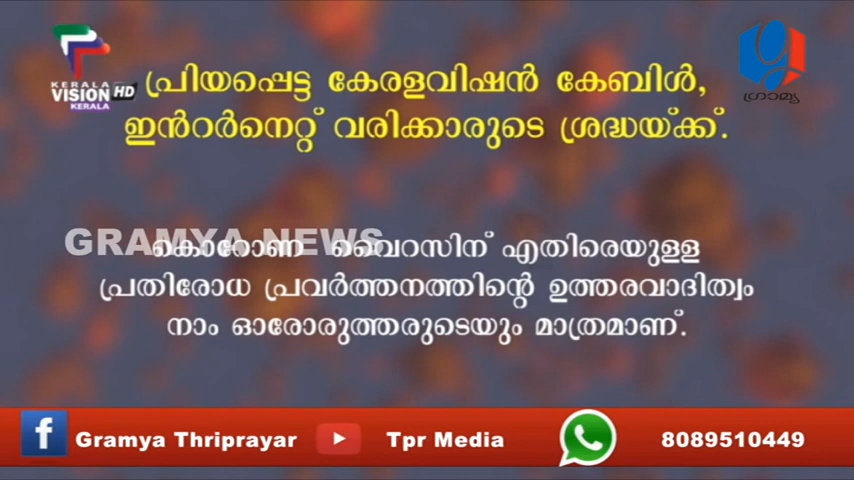 KERALA
VISION HD
KERALA
ഗ്രാമ്യ
പ്രിയപ്പെട്ട കേരളവിഷൻ കേബിൾ,
ഇൻറർനെറ്റ് വരിക്കാരുടെ ശ്രദ്ധയ്ക്ക്.
GRAMYA NEWS
കൊറോണ വൈറസിന് എതിരെയുളള
പ്രതിരോധ പ്രവർത്തനത്തിന്റെ ഉത്തരവാദിത്വം
നാം ഓരോരുത്തരുടെയും മാത്രമാണ്.
Gramya Thriprayar Tpr Media 8089510449